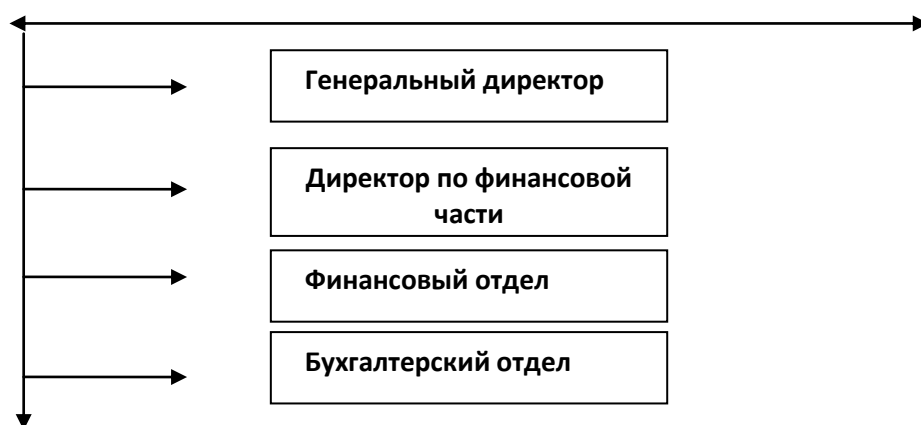 Генеральный директор
Директор по финансовой
части
Финансовый отдел
Бухгалтерский отдел